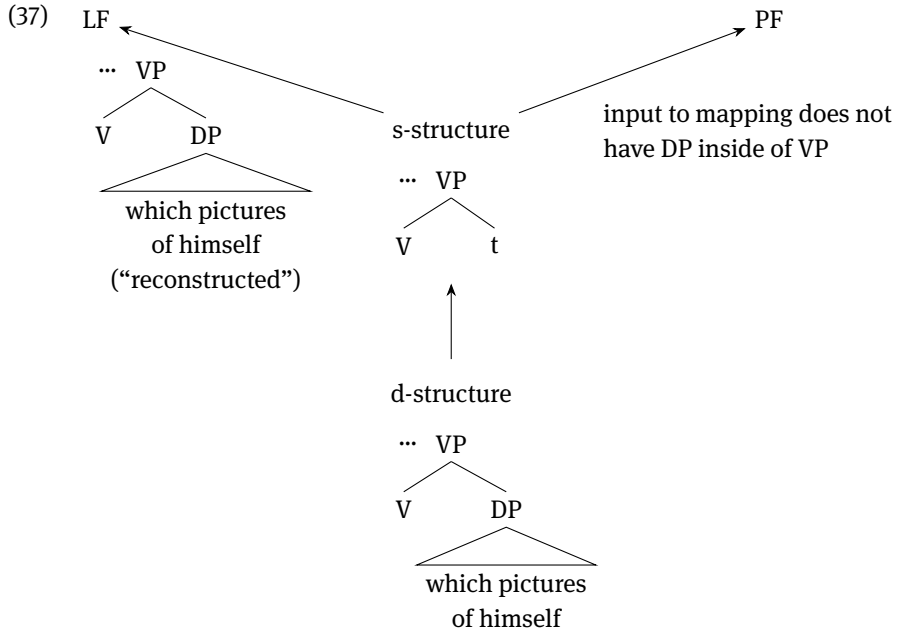 (37) LF PF
··· VP
V DP
which pictures
of himself
(“reconstructed”)
s-structure
··· VP
V t
input to mapping does not
have DP inside of VP
d-structure
··· VP
V DP
which pictures
of himself